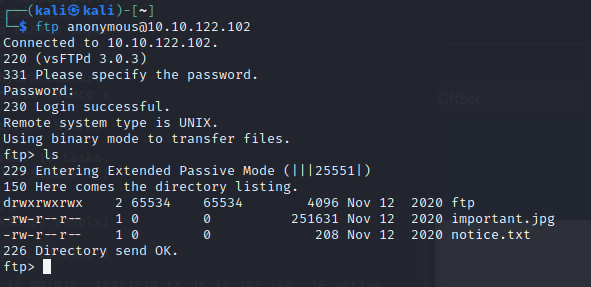 ┌──(kali㉿kali)-[~]
└─$ ftp anonymous@10.10.122.102
Connected to 10.10.122.102.
220 (vsFTPd 3.0.3)
331 Please specify the password.
Password:
230 Login successful.
Remote system type is UNIX.
Using binary mode to transfer files.
ftp> ls
229 Entering Extended Passive Mode (|||25551|)
150 Here comes the directory listing.
drwxrwxrwx    2 65534    65534        4096 Nov 12  2020 ftp
-rw-r--r--    1 0        0          251631 Nov 12  2020 important.jpg
-rw-r--r--    1 0        0             208 Nov 12  2020 notice.txt
226 Directory send OK.
ftp>
OffSec